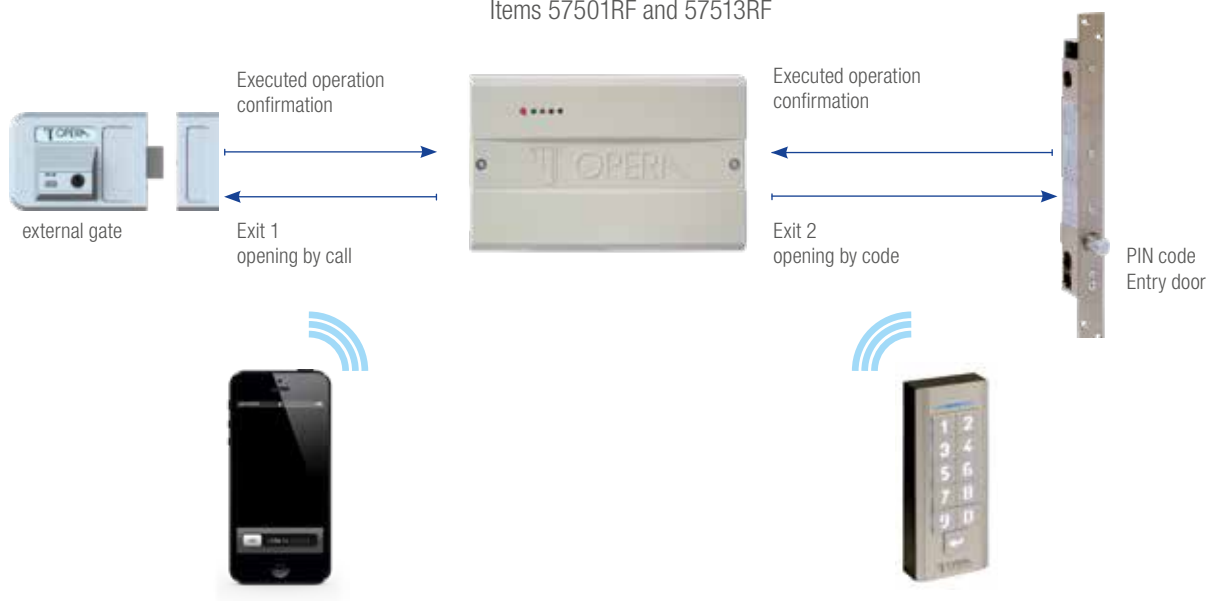 Items 57501RF and 57513RF
Executed operation
confirmation
Executed operation
confirmation
OPERA
OPERA
external gate
Exit 1
opening by call
Exit 2
opening by code
PIN code
Entry door
1 2
3 4
5 6
7 8
9 0
OPERA